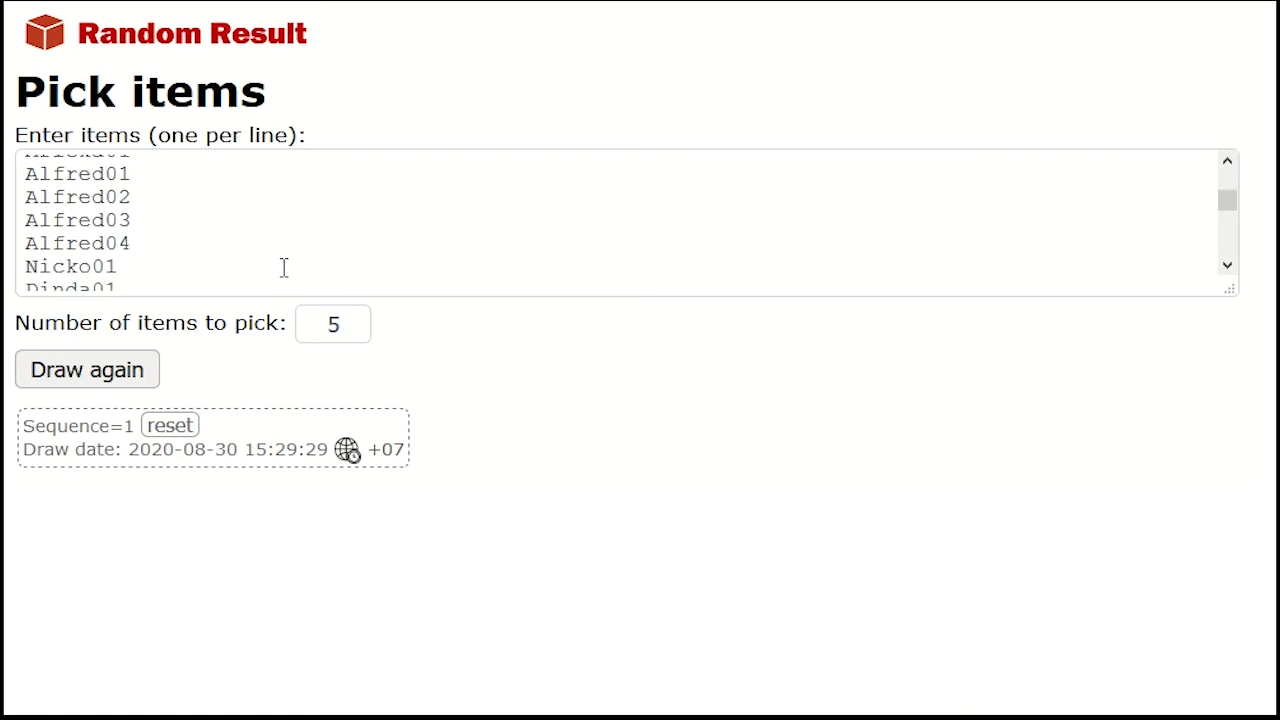 Random Result
Pick items
Enter items (one per line):
Alfred01
Alfred02
Alfred03
Alfred04
Nicko01
Dinda01
Number of items to pick: 5
Draw again
Sequence=1 reset
Draw date: 2020-08-30 15:29:29 +07